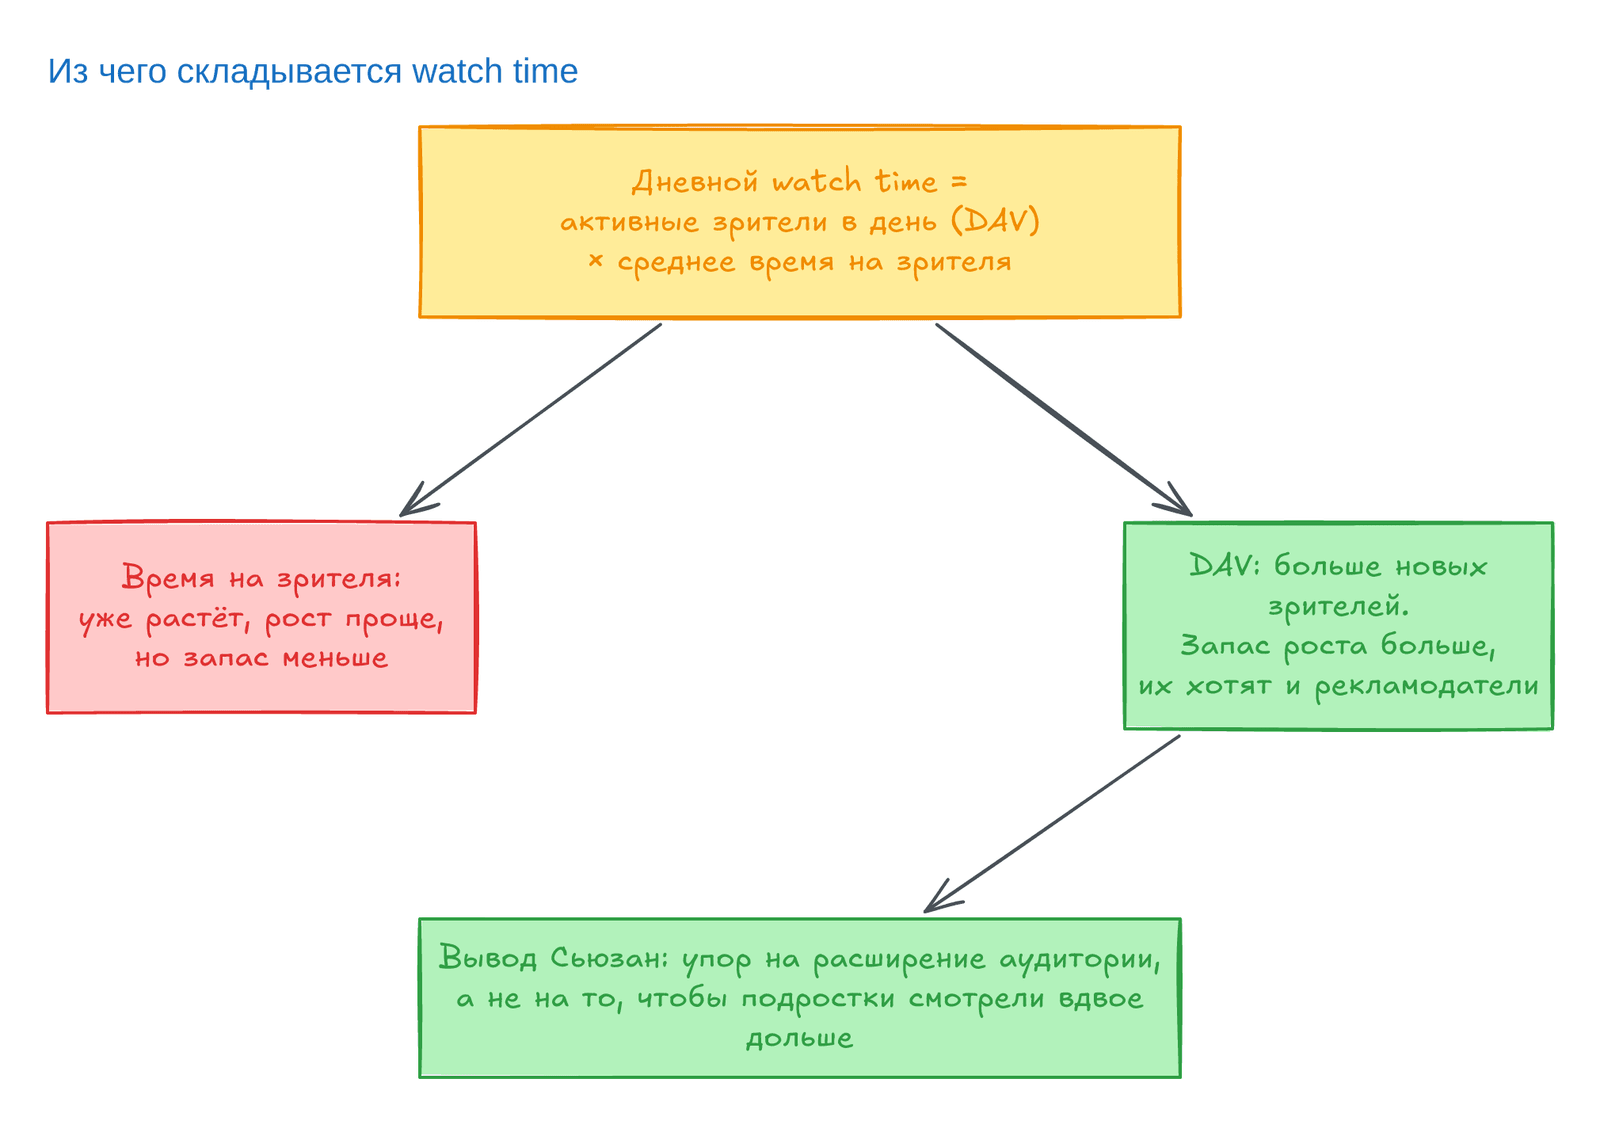 Из чего складывается watch time
Дневной watch time =
активные зрители в день (DAV)
× среднее время на зрителя
Время на зрителя:
уже растёт, рост проще,
но запас меньше
DAV: больше новых
зрителей.
Запас роста больше,
их хотят и рекламодатели
Вывод Сьюзан: упор на расширение аудитории,
а не на то, чтобы подростки смотрели вдвое
дольше